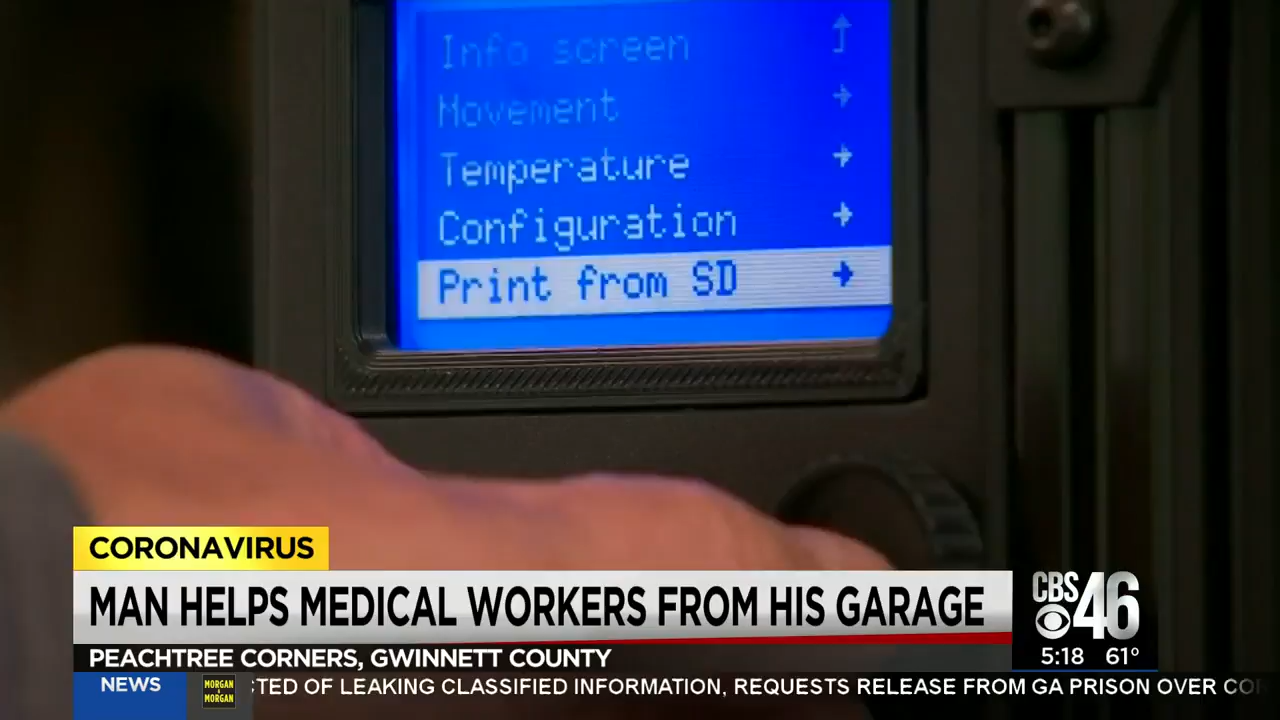 Info screen
Movement
Temperature
Configuration
Print from SD
CORONAVIRUS
MAN HELPS MEDICAL WORKERS FROM HIS GARAGE
PEACHTREE CORNERS, GWINNETT COUNTY
CBS 46
5:18 61°
NEWS
MORGAN & MORGAN
TED OF LEAKING CLASSIFIED INFORMATION, REQUESTS RELEASE FROM GA PRISON OVER CO